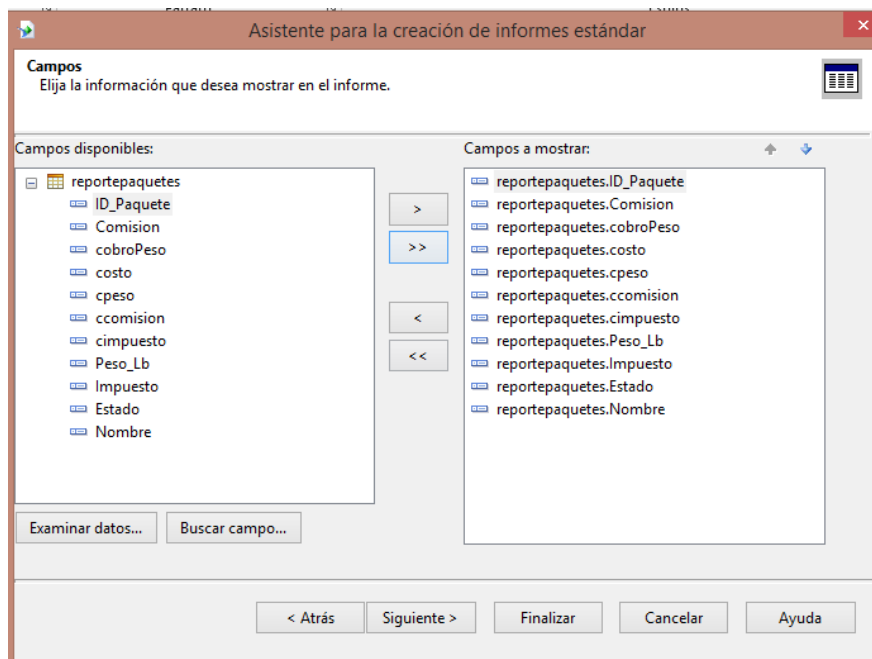 Asistente para la creación de informes estándar
Campos
Elija la información que desea mostrar en el informe.
Campos disponibles:
reportepaquetes
ID_Paquete
Comision
cobroPeso
costo
cpeso
ccomision
cimpuesto
Peso_Lb
Impuesto
Estado
Nombre
Examinar datos...
Buscar campo...
>
>>
<
<<
Campos a mostrar:
reportepaquetes.ID_Paquete
reportepaquetes.Comision
reportepaquetes.cobroPeso
reportepaquetes.costo
reportepaquetes.cpeso
reportepaquetes.ccomision
reportepaquetes.cimpuesto
reportepaquetes.Peso_Lb
reportepaquetes.Impuesto
reportepaquetes.Estado
reportepaquetes.Nombre
< Atrás
Siguiente >
Finalizar
Cancelar
Ayuda